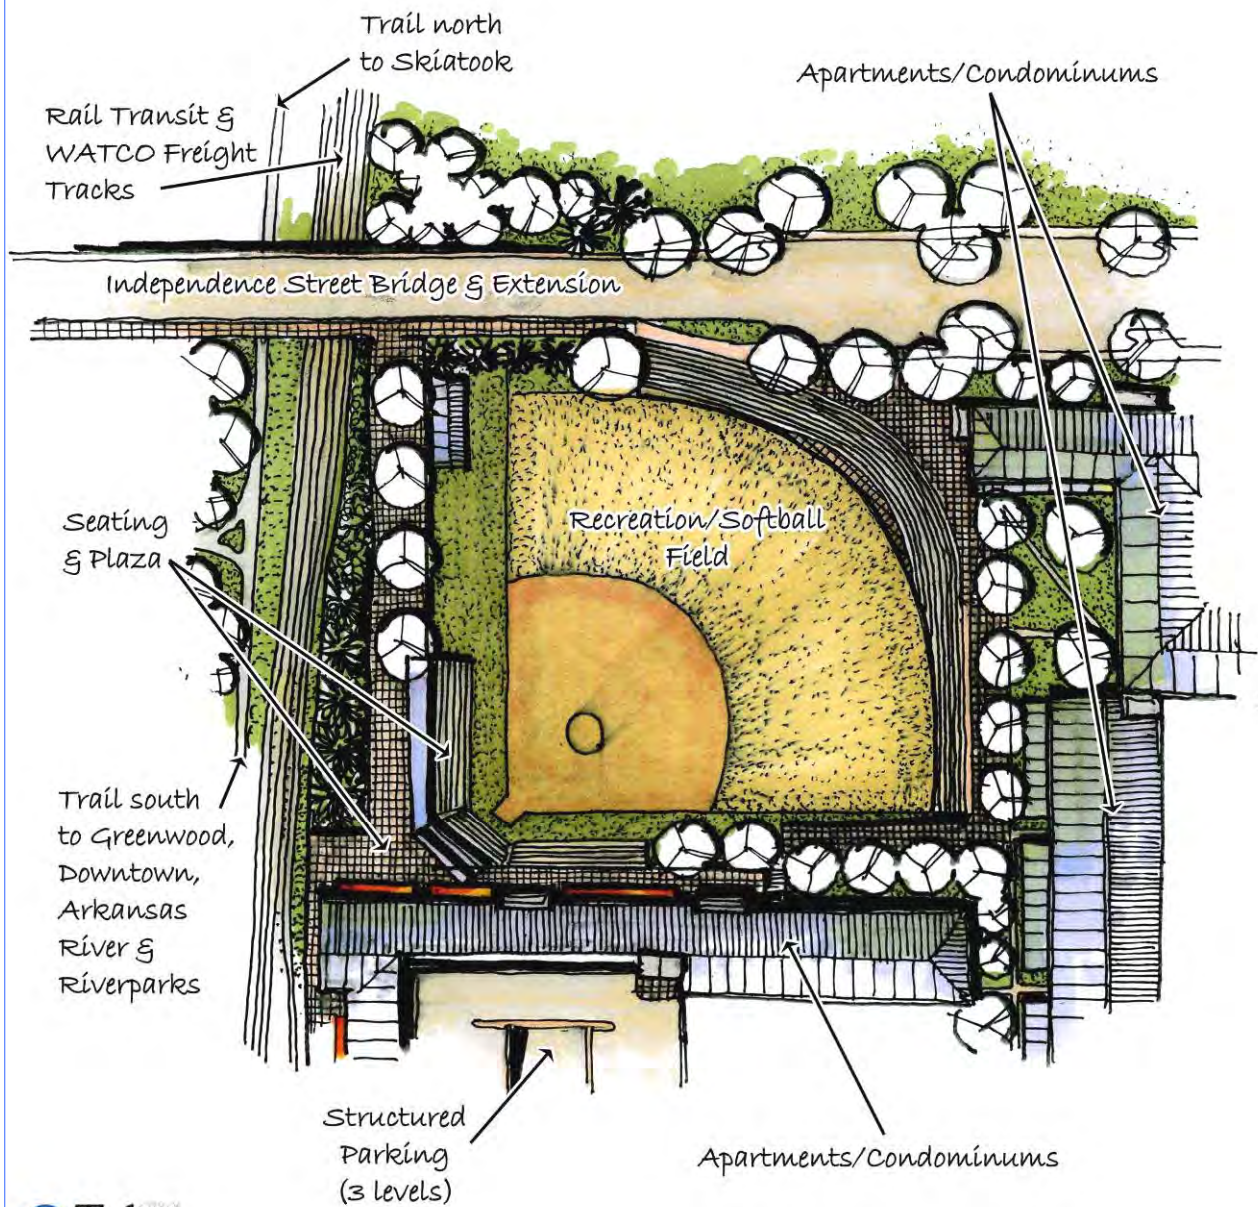 Trail north
to Skiatook
Apartments/Condominums
Rail Transit &
WATCO Freight
Tracks
Independence Street Bridge & Extension
Seating
& Plaza
Recreation/Softball
Field
Trail south
to Greenwood,
Downtown,
Arkansas
River &
Riverparks
Structured
Parking
(3 levels)
Apartments/Condominums